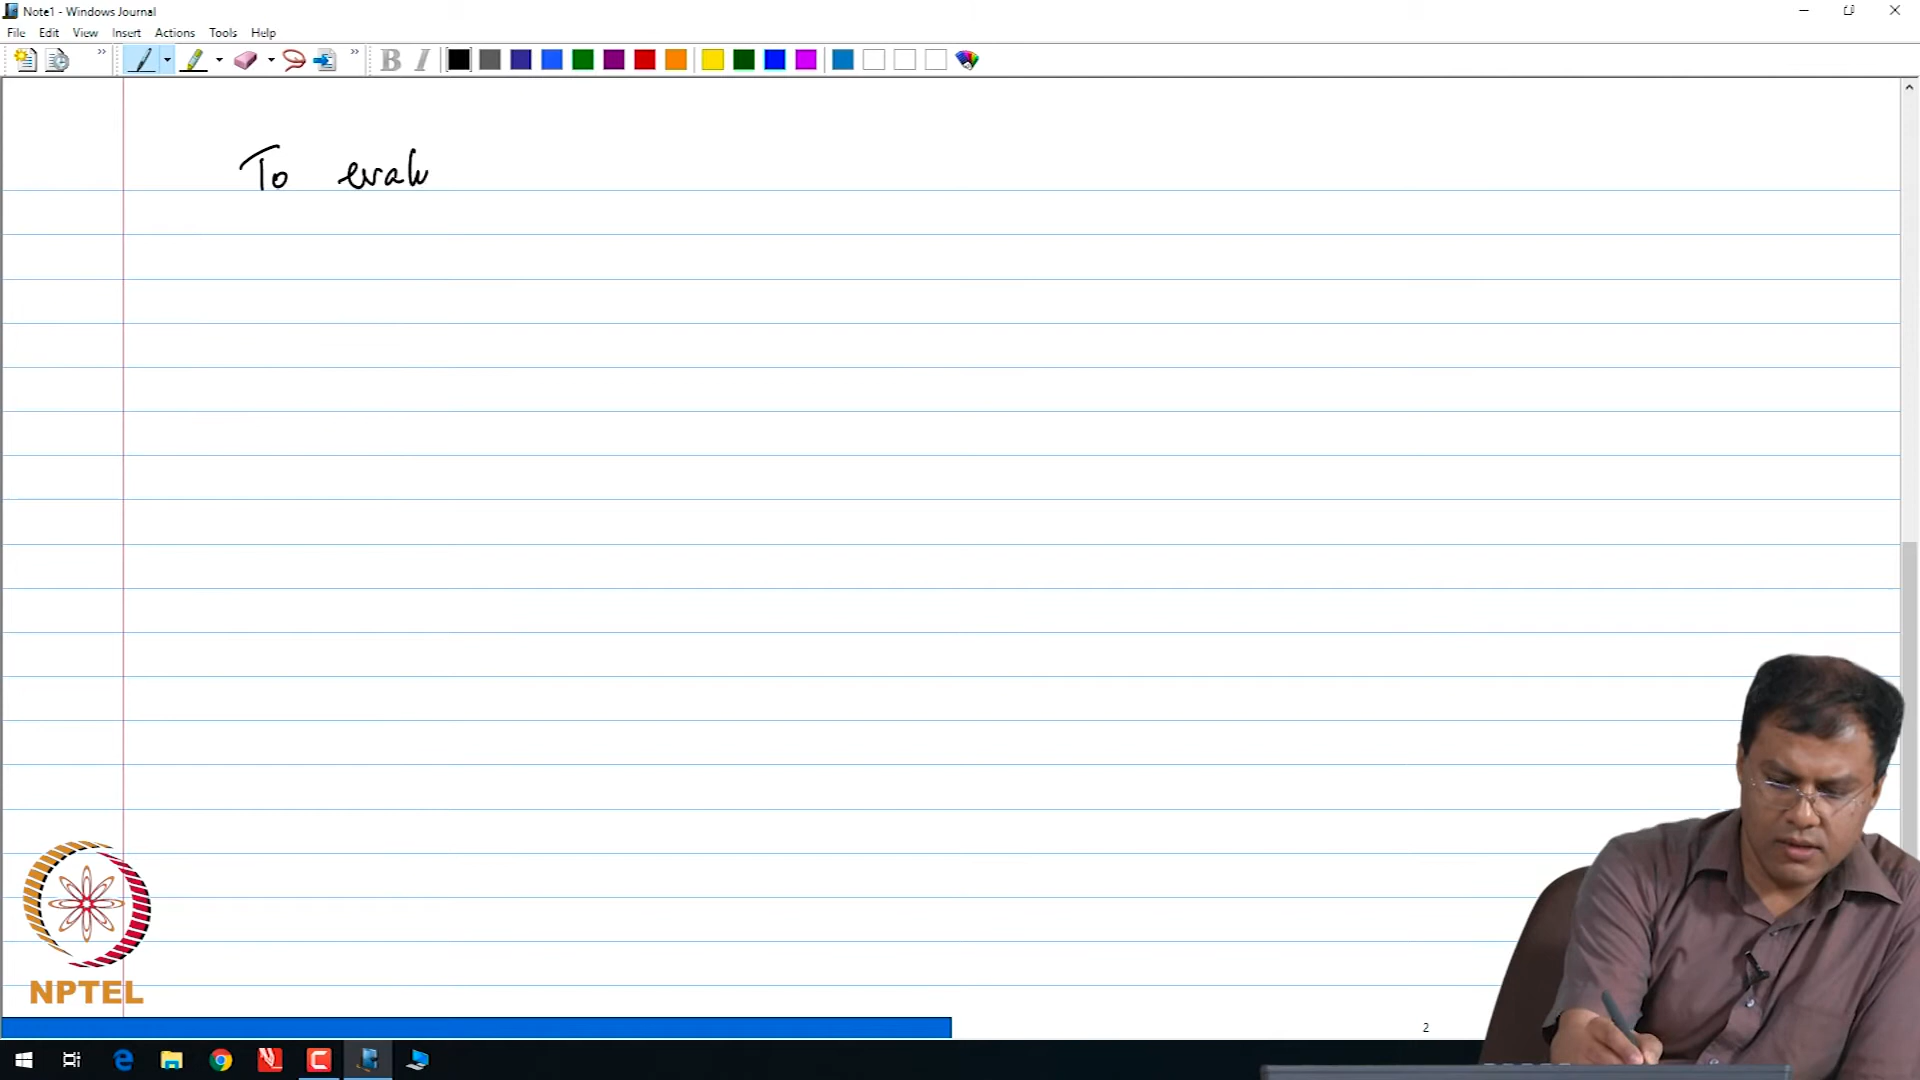 Note1 - Windows Journal
File Edit View Insert Actions Tools Help
B I
To evalu
NPTEL
2